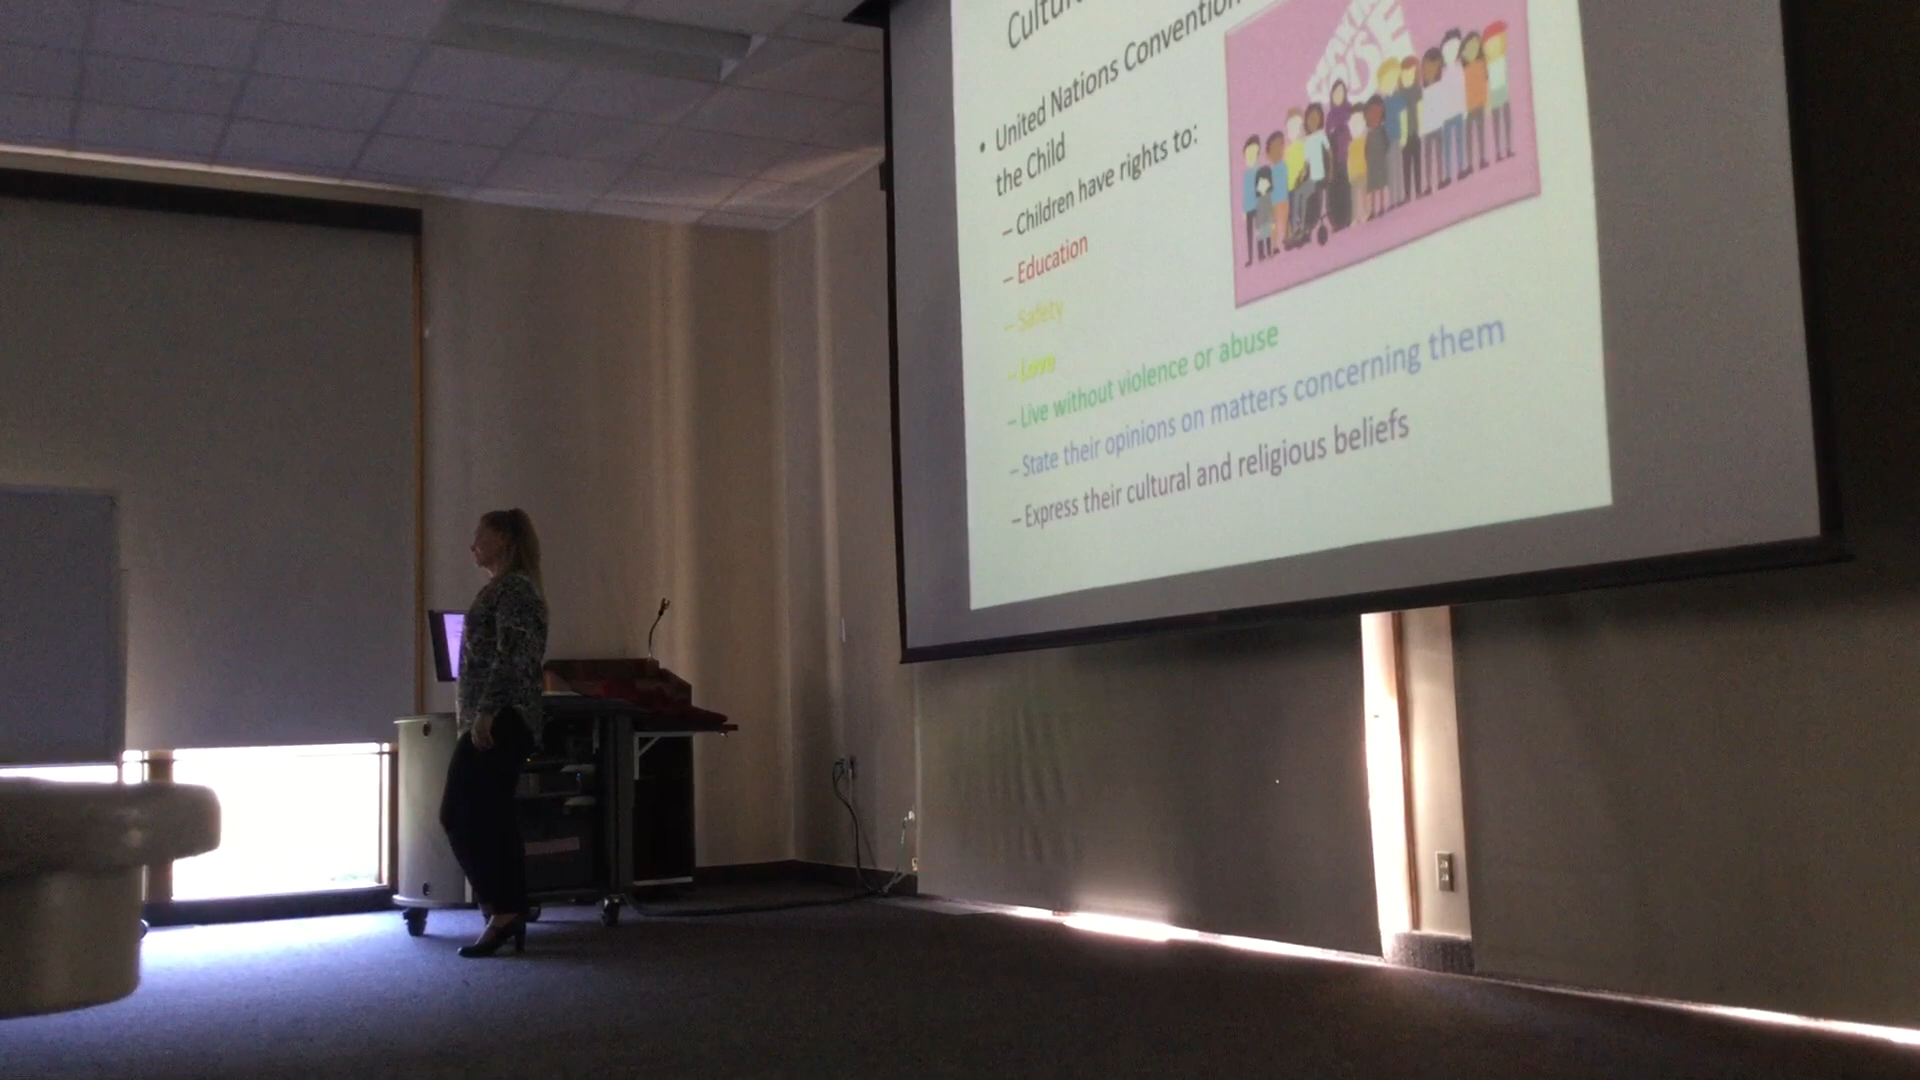 • United Nations Convention
the Child
– Children have rights to:
– Education
– Safety
– Love
– Live without violence or abuse
– State their opinions on matters concerning them
– Express their cultural and religious beliefs